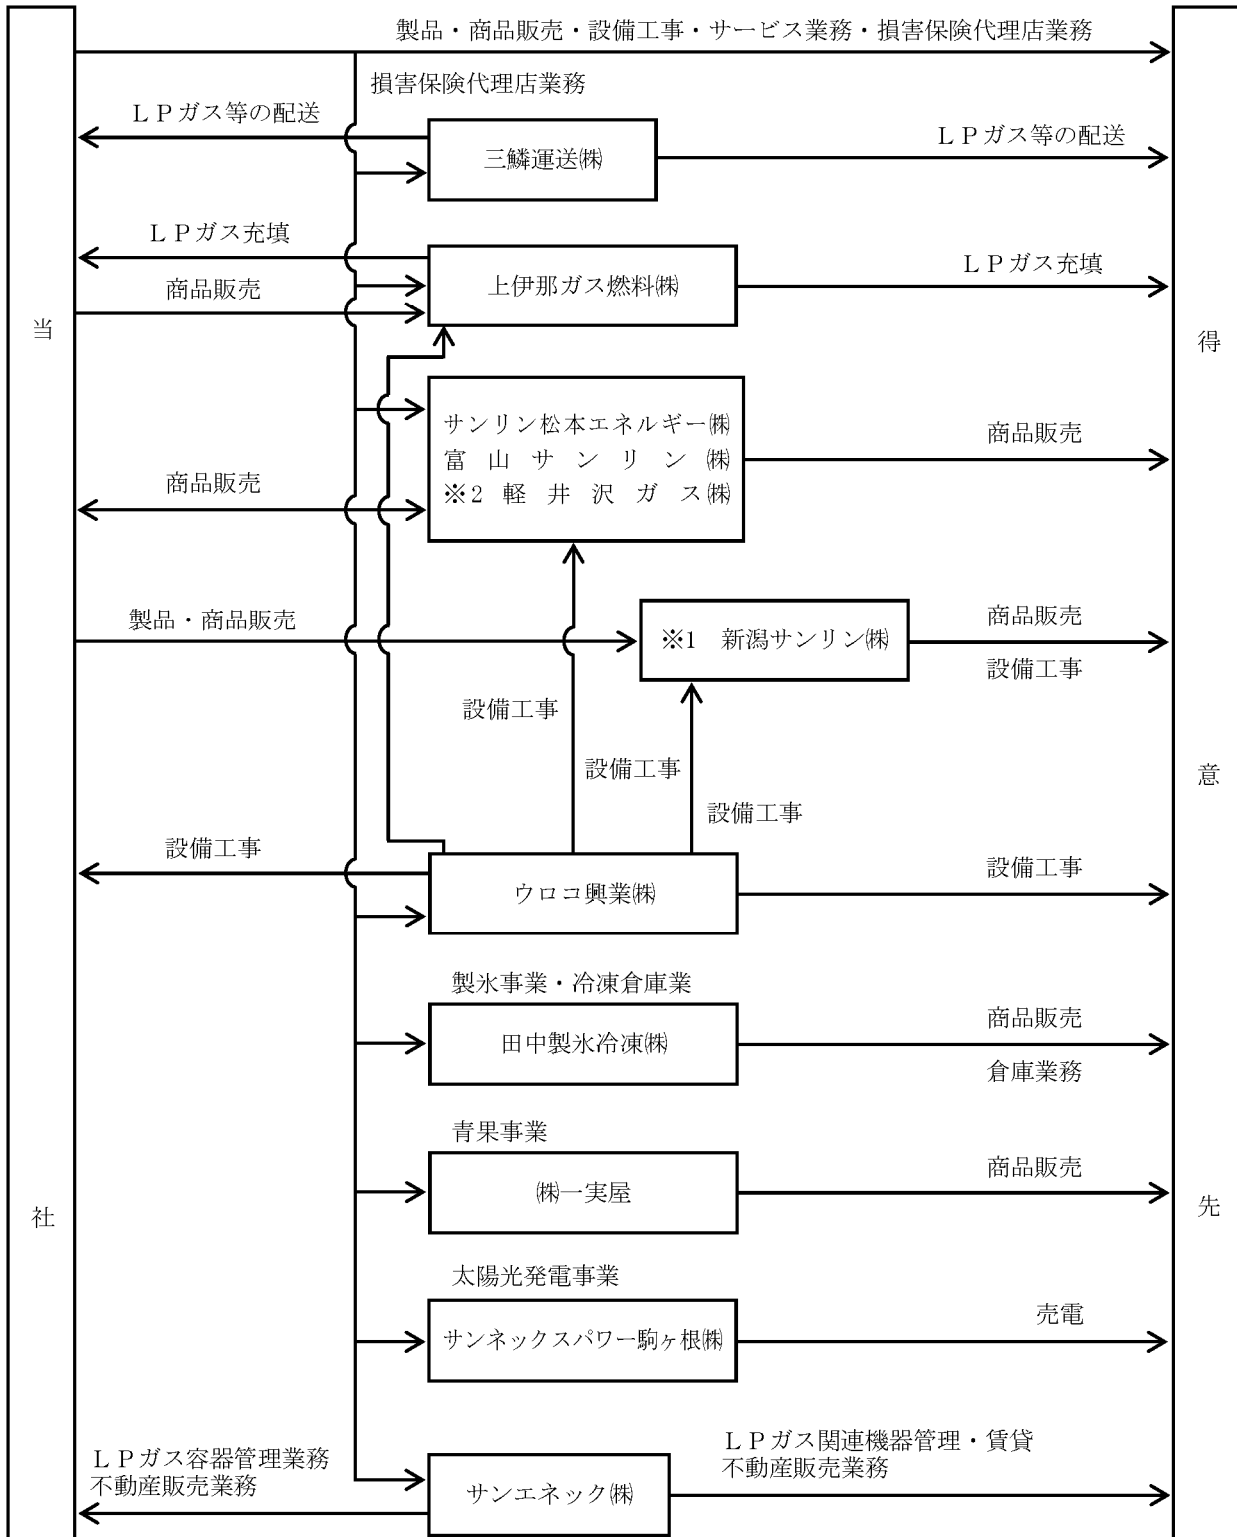 製品・商品販売・設備工事・サービス業務・損害保険代理店業務
損害保険代理店業務
ＬＰガス等の配送
三鱗運送㈱
ＬＰガス等の配送
ＬＰガス充填
商品販売
上伊那ガス燃料㈱
ＬＰガス充填
当
得
サンリン松本エネルギー㈱
富山サンリン㈱
※2 軽井沢ガス㈱
商品販売
商品販売
製品・商品販売
※1　新潟サンリン㈱
商品販売
設備工事
設備工事
設備工事
設備工事
意
設備工事
ウロコ興業㈱
設備工事
製氷事業・冷凍倉庫業
田中製氷冷凍㈱
商品販売
倉庫業務
青果事業
㈱一実屋
商品販売
社
先
太陽光発電事業
サンネックスパワー駒ヶ根㈱
売電
ＬＰガス容器管理業務
不動産販売業務
サンエネック㈱
ＬＰガス関連機器管理・賃貸
不動産販売業務